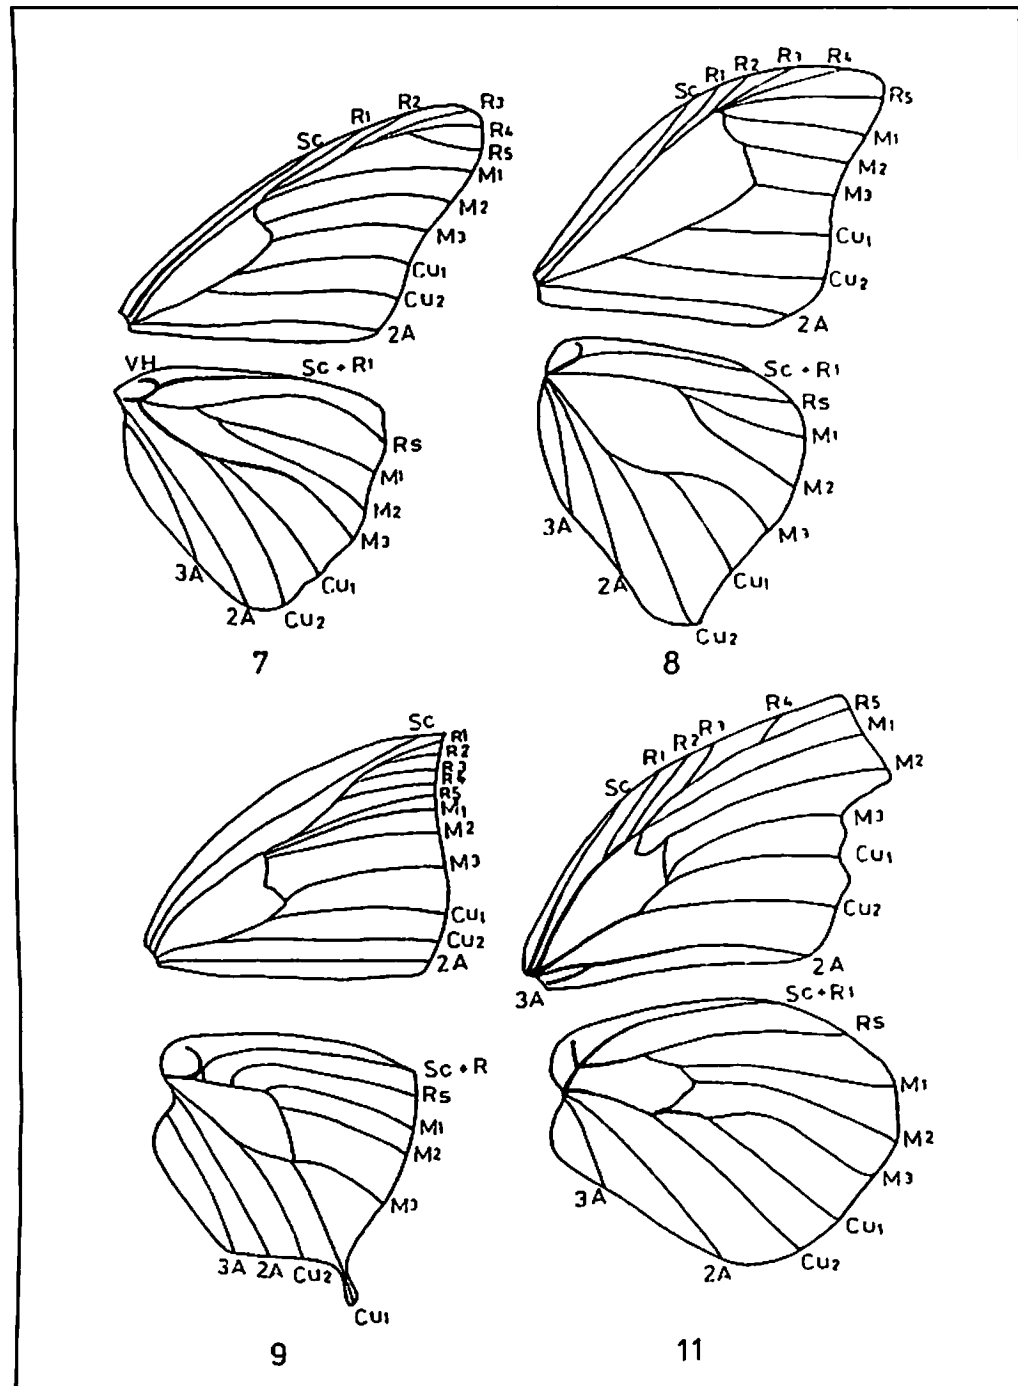 Sc R1 R2 R3
R4
R5
M1
M2
M3
Cu1
Cu2
2A
VH Sc + R1
Rs
M1
M2
M3
Cu1
Cu2
2A
3A
7
Sc R1 R2 R3 R4
R5
M1
M2
M3
Cu1
Cu2
2A
Sc + R1
Rs
M1
M2
M3
Cu1
Cu2
2A
3A
8
Sc R1
R2
R3
R4
R5
M1
M2
M3
Cu1
Cu2
2A
Sc + R
Rs
M1
M2
M3
3A 2A Cu2
Cu1
9
Sc R1 R2 R3 R4 R5
M1
M2
M3
Cu1
Cu2
2A
3A
Sc+R1
Rs
M1
M2
M3
Cu1
Cu2
2A
3A
11